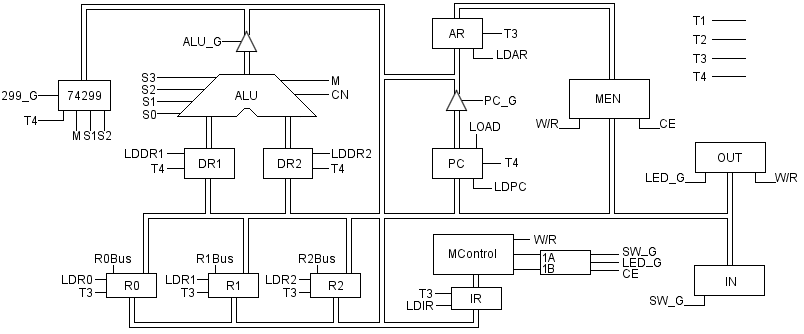 AR
T3
LDAR
T1
T2
T3
T4
ALU_G
299_G
74299
T4
M S1 S2
S3
S2
S1
S0
ALU
M
CN
PC_G
LOAD
MEN
W/R
CE
LDDR1
T4
DR1
DR2
LDDR2
T4
PC
T4
LDPC
OUT
LED_G
W/R
R0Bus
LDR0
T3
R0
R1Bus
LDR1
T3
R1
R2Bus
LDR2
T3
R2
MControl
W/R
1A
1B
SW_G
LED_G
CE
T3
LDIR
IR
IN
SW_G